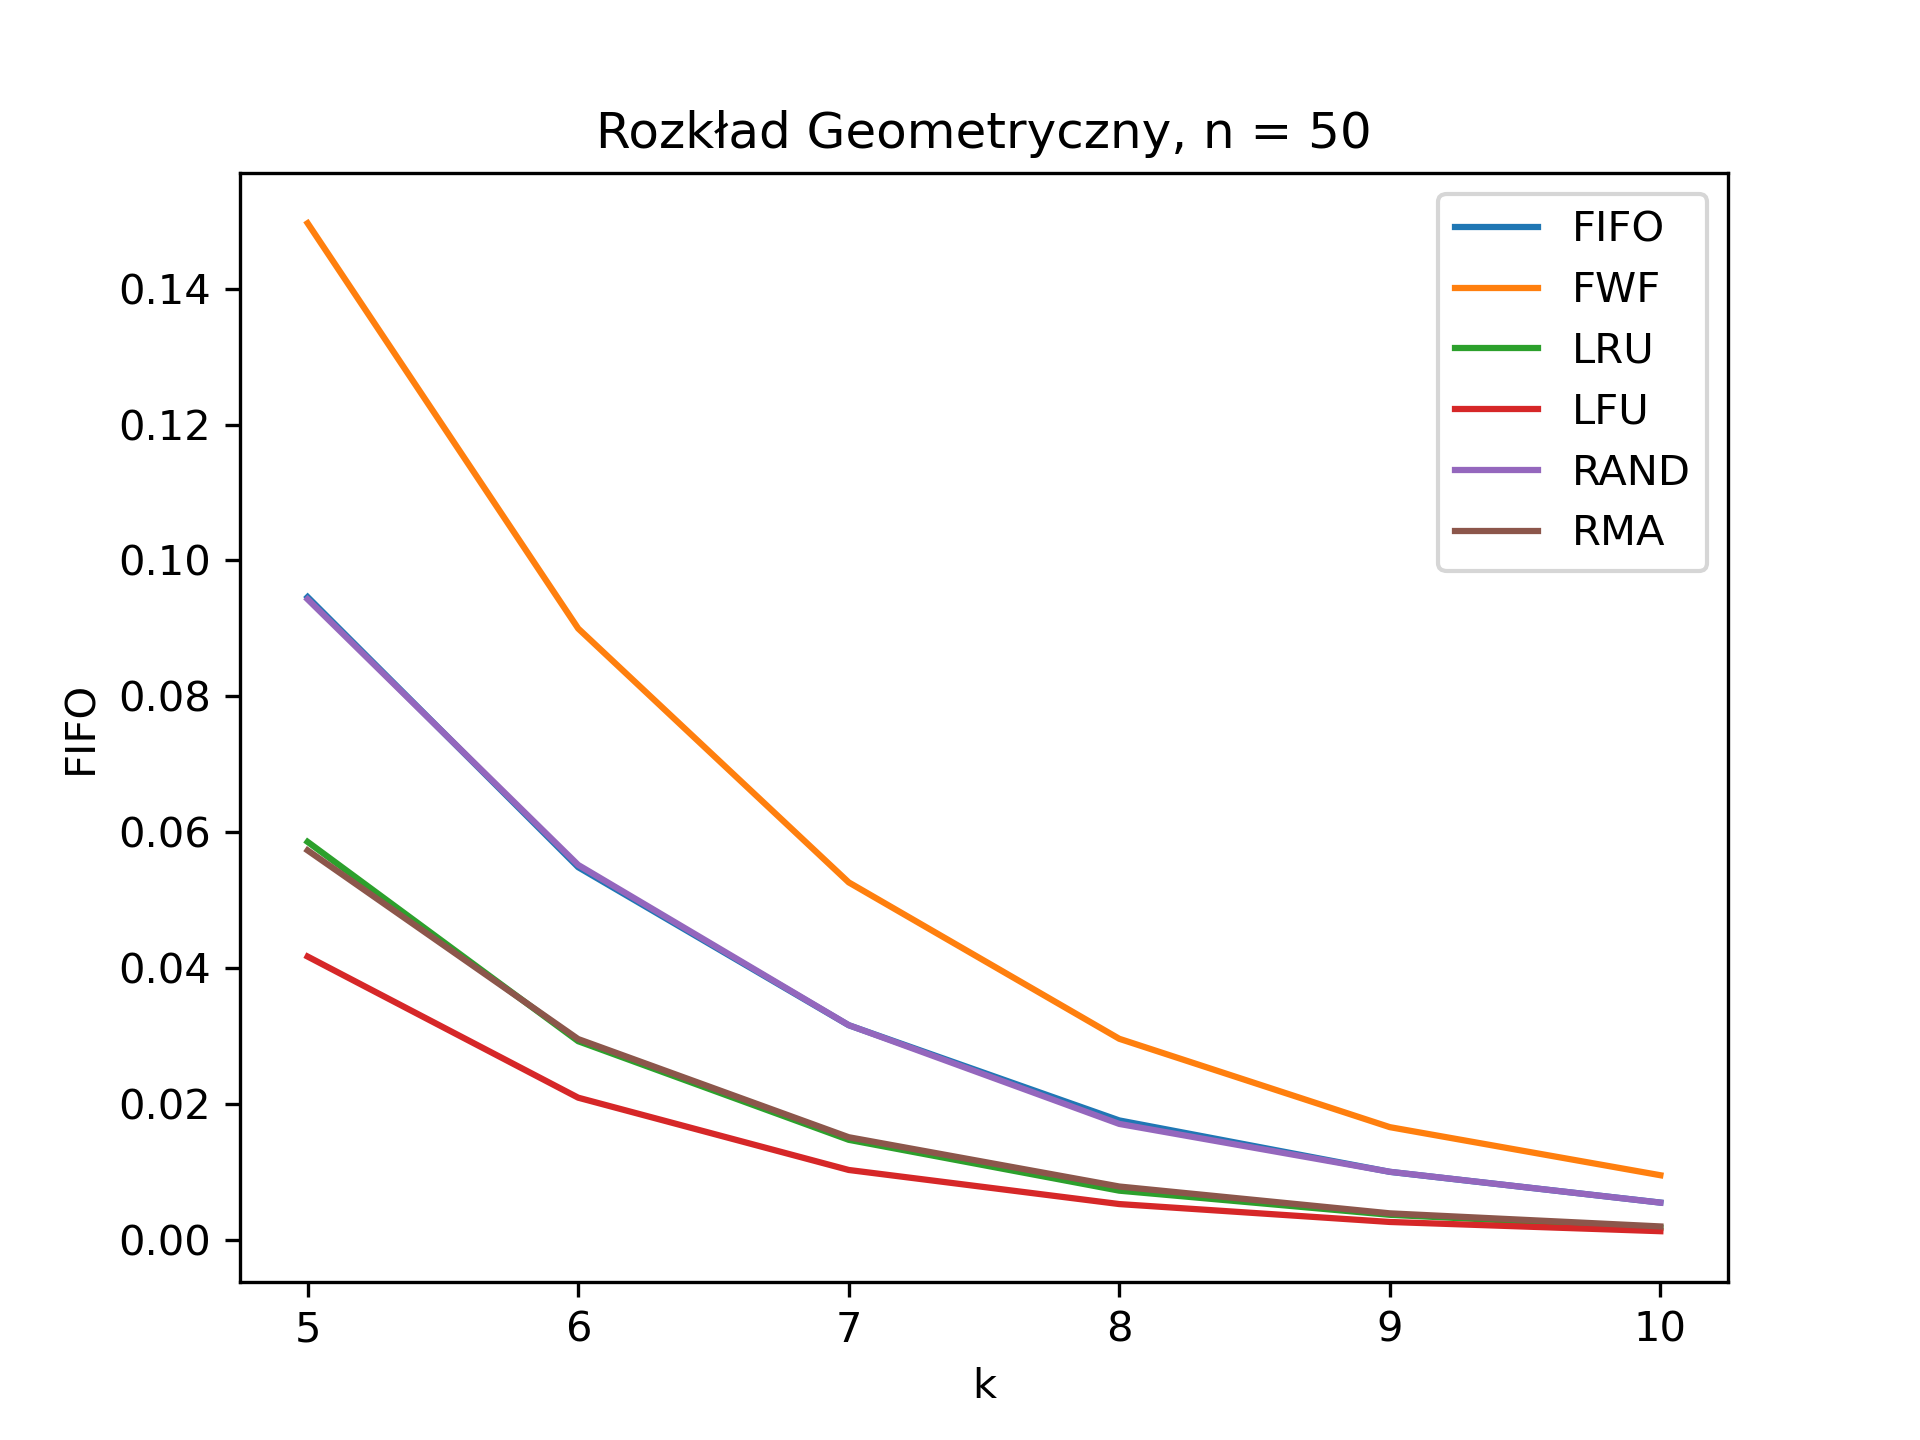 Rozkład Geometryczny, n = 50
FIFO
FWF
LRU
LFU
RAND
RMA
0.14
0.12
0.10
0.08
0.06
0.04
0.02
0.00
FIFO
5 6 7 8 9 10
k